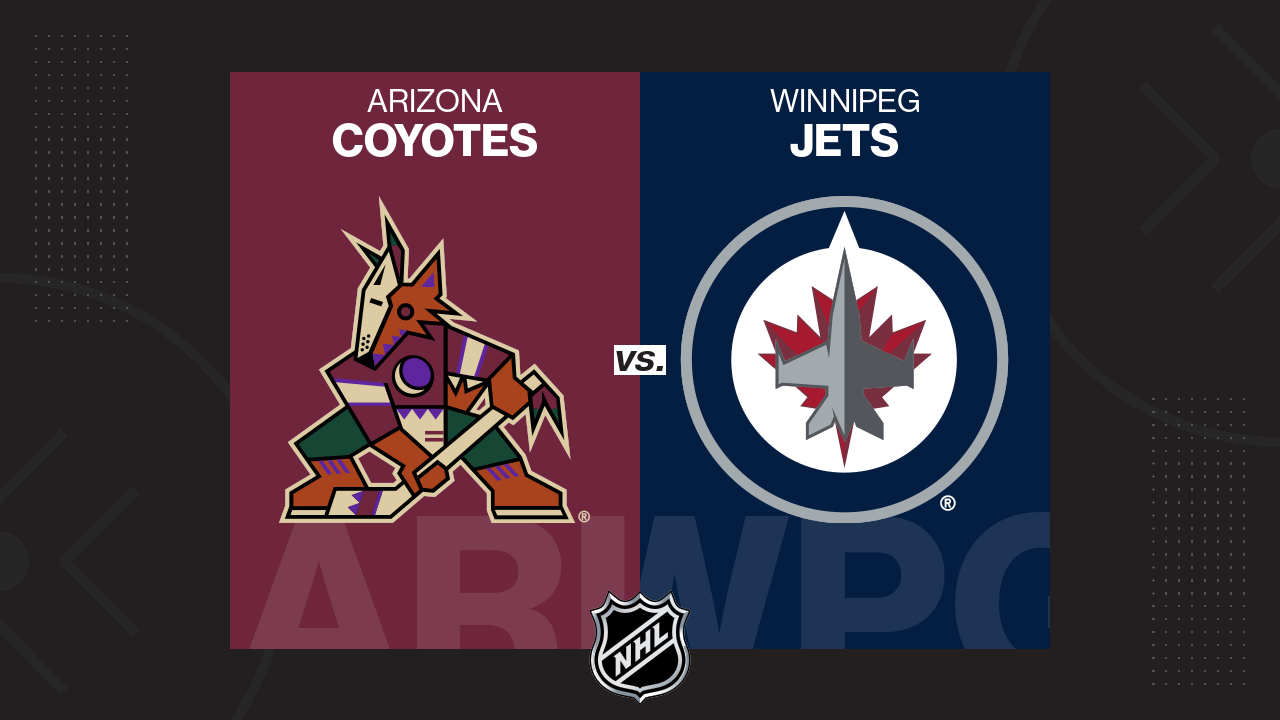 ARIZONA
COYOTES
WINNIPEG
JETS
vs.
®
®
ARI
WPG
NHL